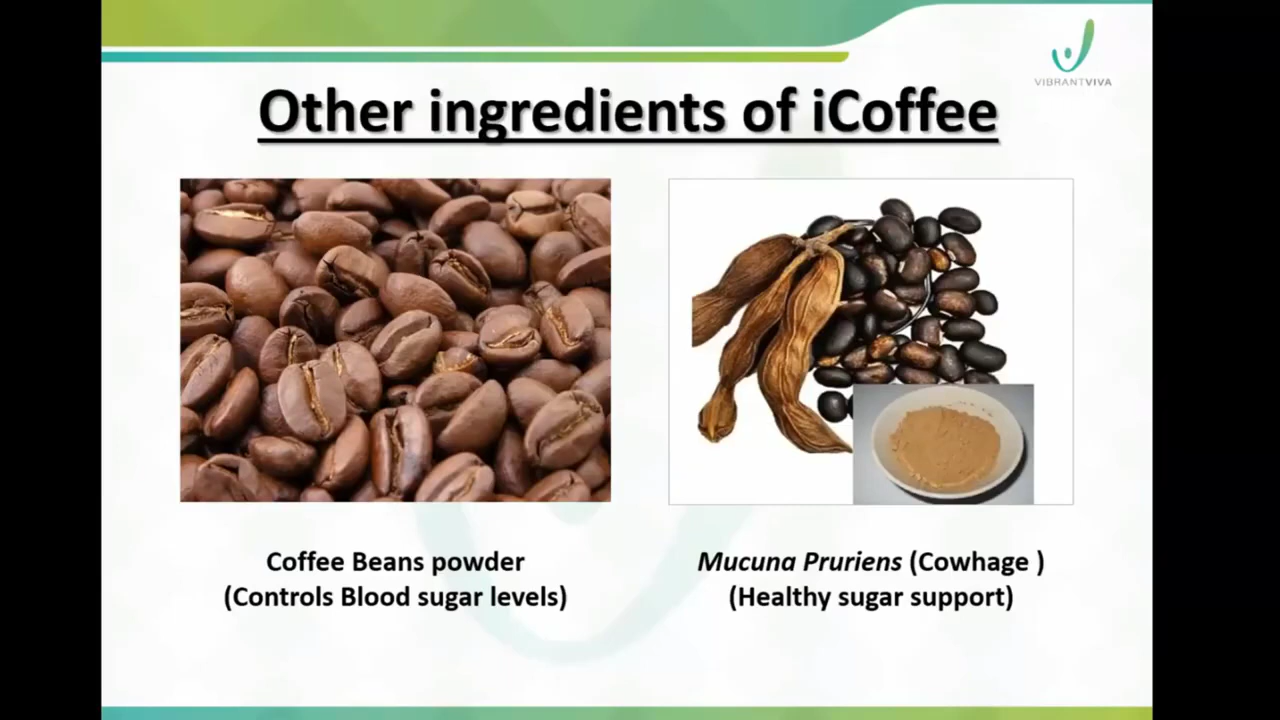 VIBRANTVIVA
Other ingredients of iCoffee
Coffee Beans powder
(Controls Blood sugar levels)
Mucuna Pruriens (Cowhage )
(Healthy sugar support)